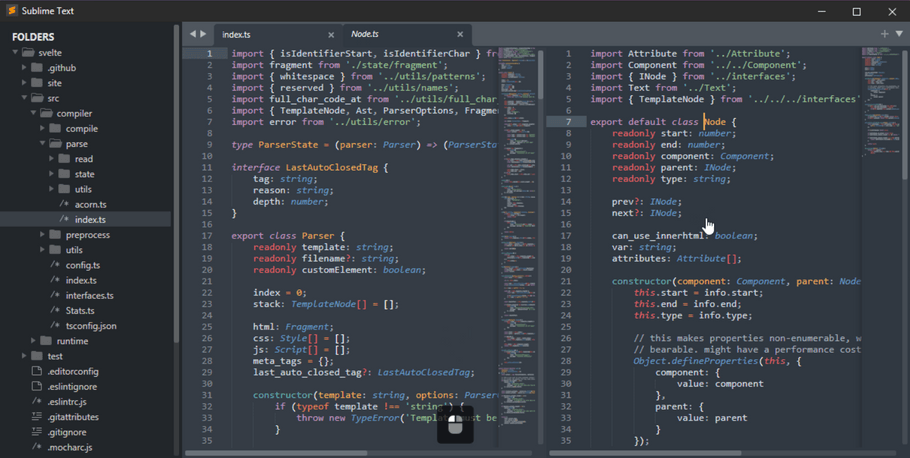 Sublime Text
FOLDERS
svelte
.github
site
src
compiler
compile
parse
read
state
utils
/* acorn.ts
/* index.ts
preprocess
utils
/* config.ts
/* index.ts
/* interfaces.ts
/* Stats.ts
/* tsconfig.json
runtime
test
.editorconfig
.eslintignore
/* .eslintrc.js
.gitattributes
.gitignore
/* .mocharc.js
index.ts
Node.ts
1 import { isIdentifierStart, isIdentifierChar } fr
2 import fragment from './state/fragment';
3 import { whitespace } from '../utils/patterns';
4 import { reserved } from '../utils/names';
5 import full_char_code_at from '../utils/full_char_
6 import { TemplateNode, Ast, ParserOptions, Fragmen
7 import error from '../utils/error';
8
9 type ParserState = (parser: Parser) => (ParserSta
10
11 interface LastAutoClosedTag {
12 tag: string;
13 reason: string;
14 depth: number;
15 }
16
17 export class Parser {
18 readonly template: string;
19 readonly filename?: string;
20 readonly customElement: boolean;
21
22 index = 0;
23 stack: TemplateNode[] = [];
24
25 html: Fragment;
26 css: Style[] = [];
27 js: Script[] = [];
28 meta_tags = {};
29 last_auto_closed_tag?: LastAutoClosedTag;
30
31 constructor(template: string, options: Parser
32 if (typeof template !== 'string') {
33 throw new TypeError('Template must be
34 }
35
1 import Attribute from '../Attribute';
2 import Component from '../../Component';
3 import { INode } from '../interfaces';
4 import Text from '../Text';
5 import { TemplateNode } from '../../../interfaces'
6
7 export default class Node {
8 readonly start: number;
9 readonly end: number;
10 readonly component: Component;
11 readonly parent: INode;
12 readonly type: string;
13
14 prev?: INode;
15 next?: INode;
16
17 can_use_innerhtml: boolean;
18 var: string;
19 attributes: Attribute[];
20
21 constructor(component: Component, parent: Node
22 this.start = info.start;
23 this.end = info.end;
24 this.type = info.type;
25
26 // this makes properties non-enumerable, w
27 // bearable. might have a performance cost
28 Object.defineProperties(this, {
29 component: {
30 value: component
31 },
32 parent: {
33 value: parent
34 }
35 });